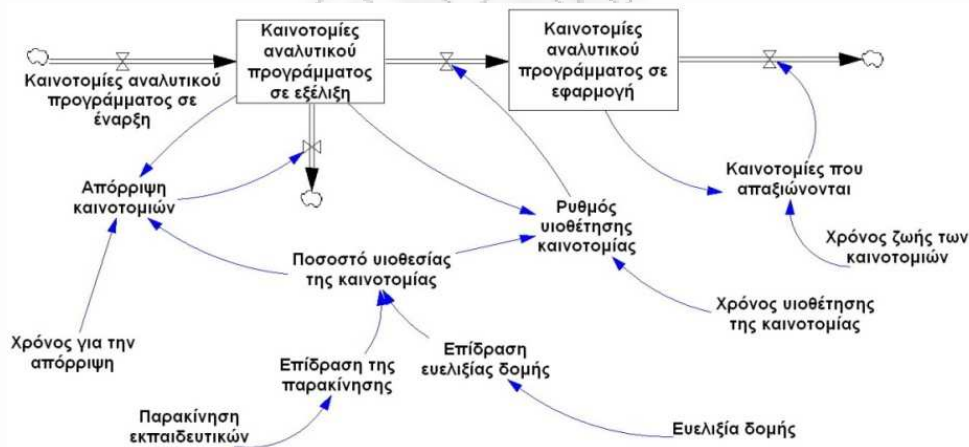 Καινοτομίες
αναλυτικού
προγράμματος
σε εξέλιξη
Καινοτομίες
αναλυτικού
προγράμματος σε
εφαρμογή
Καινοτομίες αναλυτικού
προγράμματος σε
έναρξη
Απόρριψη
καινοτομιών
Ρυθμός
υιοθέτησης
καινοτομίας
Καινοτομίες που
απαξιώνονται
Χρόνος ζωής των
καινοτομιών
Ποσοστό υιοθεσίας
της καινοτομίας
Χρόνος υιοθέτησης
της καινοτομίας
Χρόνος για την
απόρριψη
Επίδραση της
παρακίνησης
Επίδραση
ευελιξίας δομής
Παρακίνηση
εκπαιδευτικών
Ευελιξία δομής